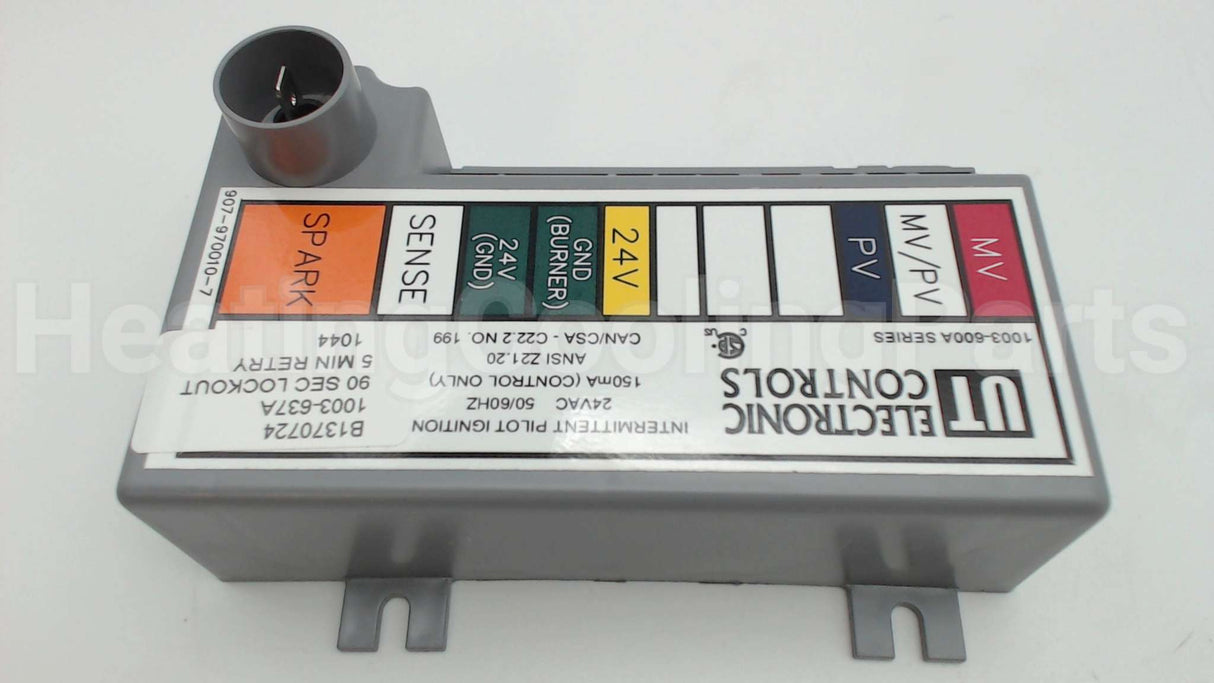 UT ELECTRONIC
CONTROLS
INTERMITTENT PILOT IGNITION
24VAC 50/60HZ
150mA (CONTROL ONLY)
ANSI Z21.20
CAN/CSA - C22.2 NO. 199
B1370724
1003-637A
90 SEC LOCKOUT
5 MIN RETRY
1044
1003-600A SERIES
MV
MV/PV
PV
24V
GND
(BURNER)
24V
(GND)
SENSE
SPARK
907-970010-7
HeatingCoolingParts